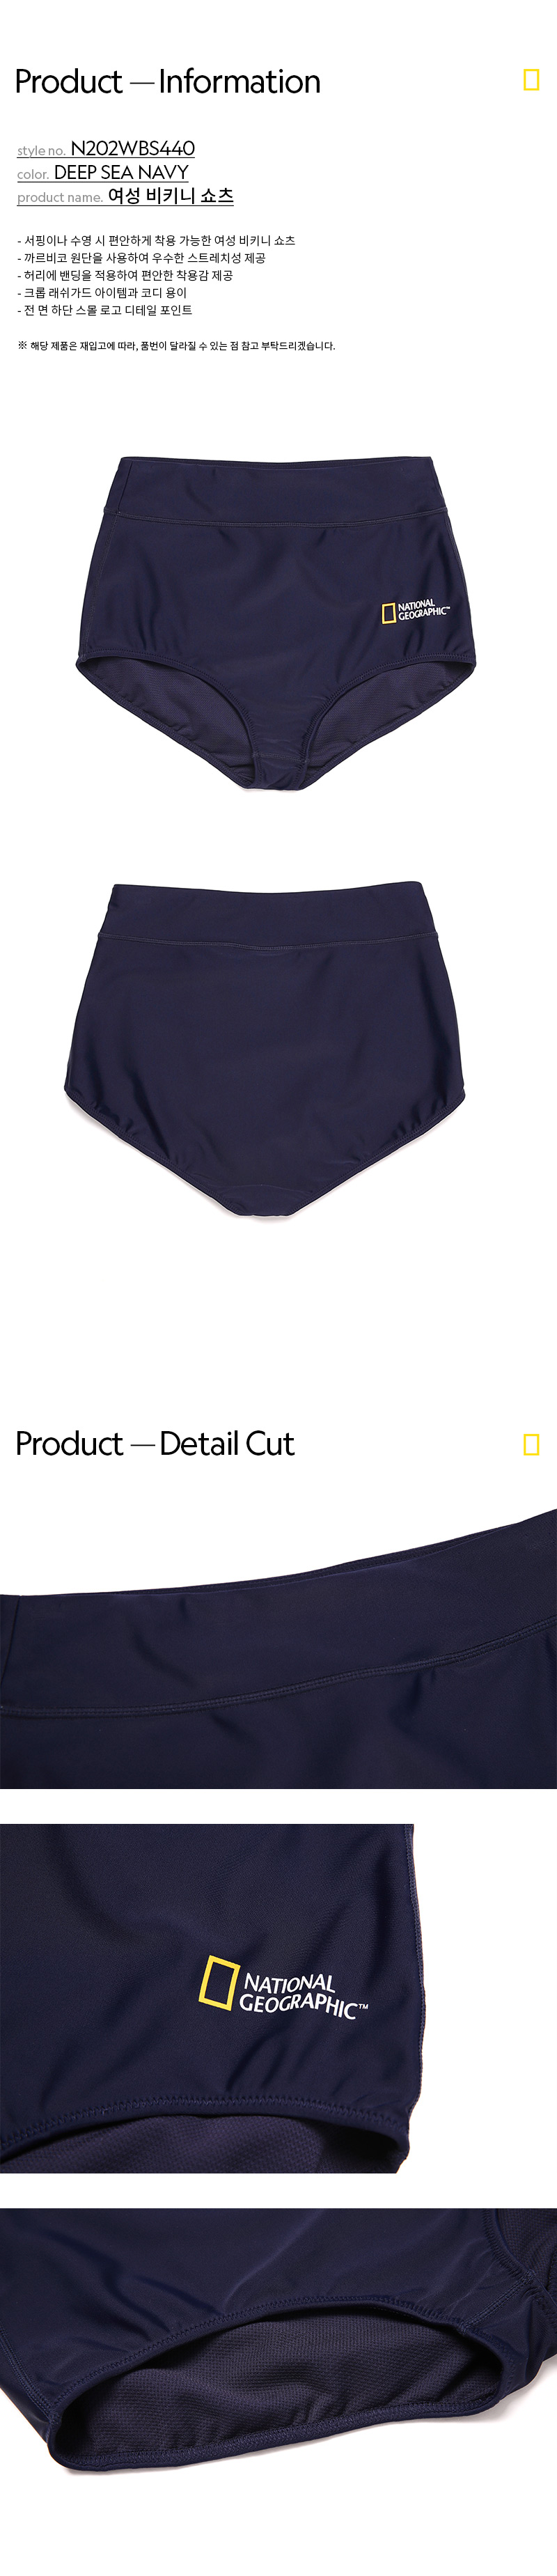 Product — Information
style no. N202WBS440
color. DEEP SEA NAVY
product name. 여성 비키니 쇼츠
- 서핑이나 수영 시 편안하게 착용 가능한 여성 비키니 쇼츠
- 까르비코 원단을 사용하여 우수한 스트레치성 제공
- 허리에 밴딩을 적용하여 편안한 착용감 제공
- 크롭 래쉬가드 아이템과 코디 용이
- 전 면 하단 스몰 로고 디테일 포인트
※ 해당 제품은 재입고에 따라, 품번이 달라질 수 있는 점 참고 부탁드리겠습니다.
NATIONAL
GEOGRAPHIC™
Product — Detail Cut
NATIONAL
GEOGRAPHIC™